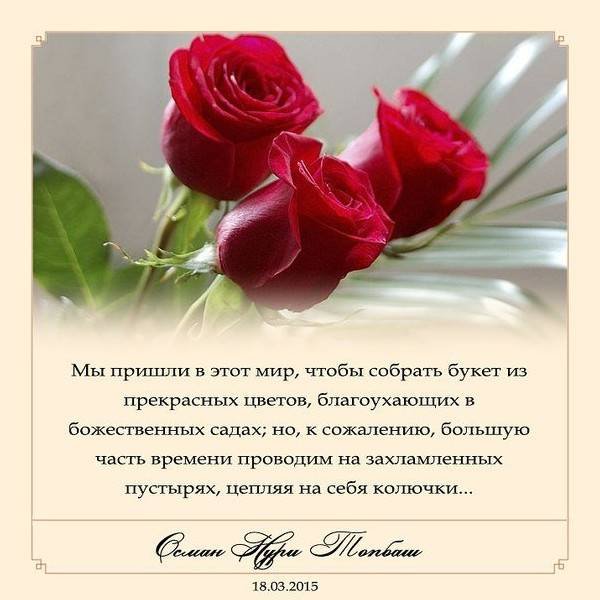 Мы пришли в этот мир, чтобы собрать букет из
прекрасных цветов, благоухающих в
божественных садах; но, к сожалению, большую
часть времени проводим на захламленных
пустырях, цепляя на себя колючки...
Осман Нури Топбаш
18.03.2015